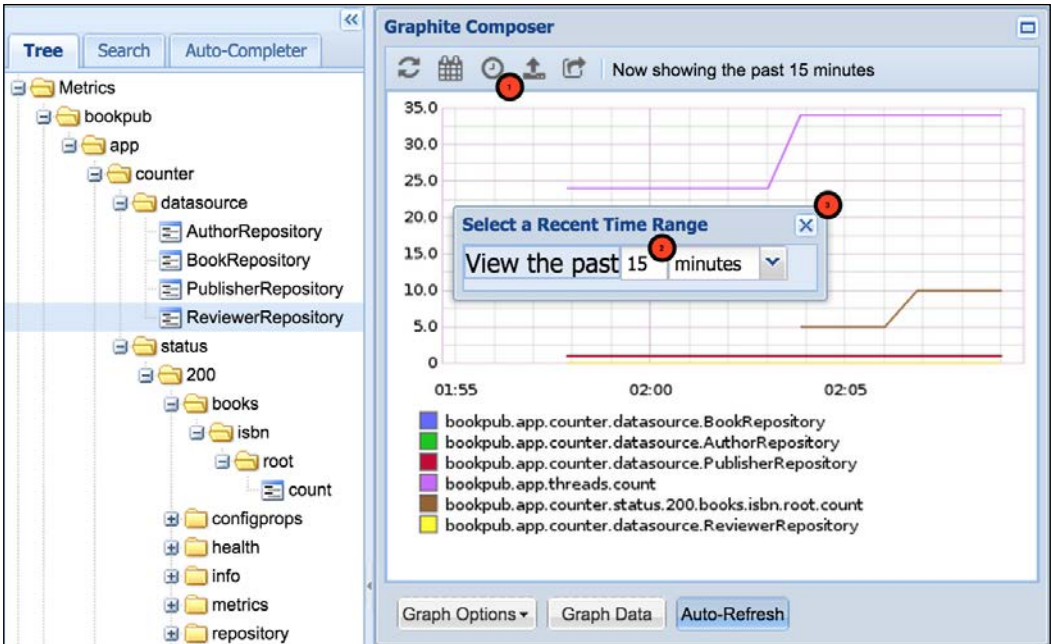 Tree
Search
Auto-Completer
Metrics
bookpub
app
counter
datasource
AuthorRepository
BookRepository
PublisherRepository
ReviewerRepository
status
200
books
isbn
root
count
configprops
health
info
metrics
repository
Graphite Composer
Now showing the past 15 minutes
1
35.0
30.0
25.0
20.0
15.0
10.0
5.0
0
3
Select a Recent Time Range
2
View the past 15 minutes
01:55 02:00 02:05
bookpub.app.counter.datasource.BookRepository
bookpub.app.counter.datasource.AuthorRepository
bookpub.app.counter.datasource.PublisherRepository
bookpub.app.threads.count
bookpub.app.counter.status.200.books.isbn.root.count
bookpub.app.counter.datasource.ReviewerRepository
Graph Options
Graph Data
Auto-Refresh